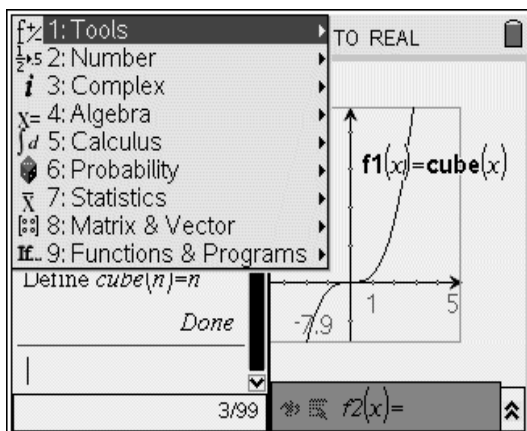 1: Tools
2: Number
3: Complex
4: Algebra
5: Calculus
6: Probability
7: Statistics
8: Matrix & Vector
9: Functions & Programs
TO REAL
f1(x)=cube(x)
1
5
-7.9
Define cube(n)=n
Done
3/99
f2(x)=